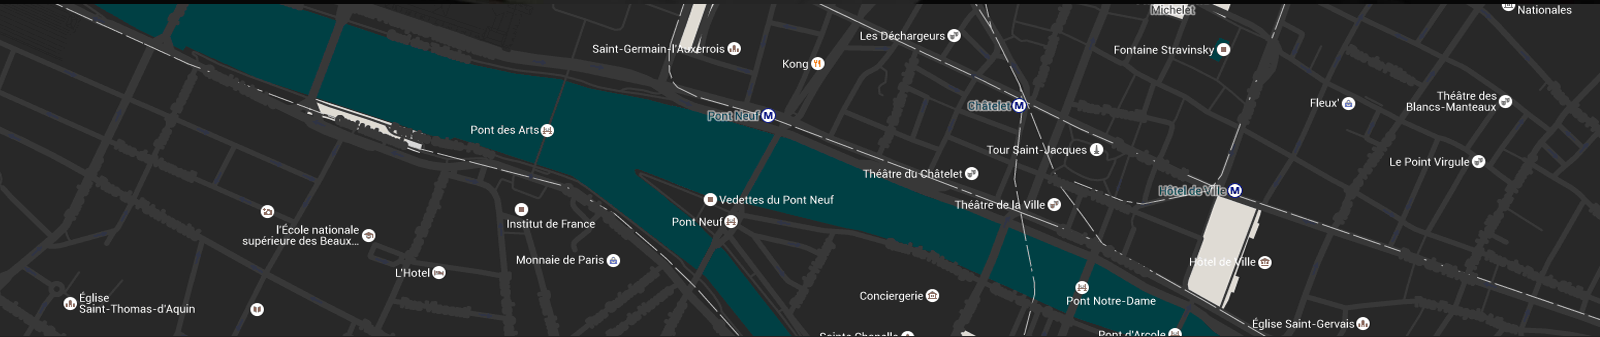 Michelet
Nationales
Saint-Germain-l'Auxerrois
Les Déchargeurs
Fontaine Stravinsky
Kong
Châtelet
M
Fleux'
Théâtre des
Blancs-Manteaux
Pont Neuf
M
Pont des Arts
Tour Saint-Jacques
Le Point Virgule
Théâtre du Châtelet
Hôtel de Ville
M
Vedettes du Pont Neuf
Théâtre de la Ville
Pont Neuf
Institut de France
l'École nationale
supérieure des Beaux...
Monnaie de Paris
Hôtel de Ville
L'Hotel
Conciergerie
Pont Notre-Dame
Église
Saint-Thomas-d'Aquin
Église Saint-Gervais
Pont d'Arcole
Sainte Chapelle